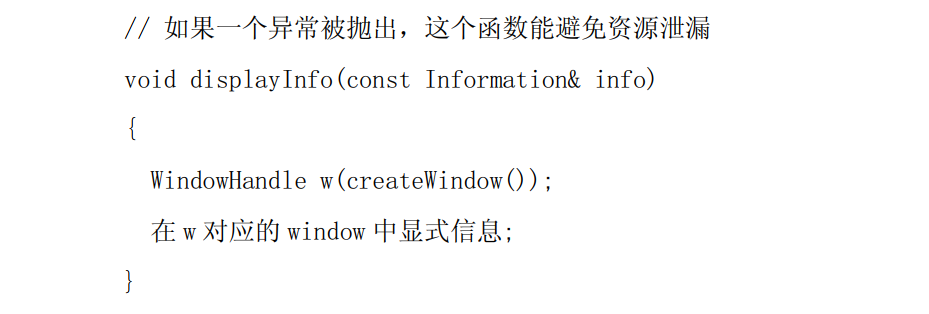 // 如果一个异常被抛出，这个函数能避免资源泄漏
void displayInfo(const Information& info)
{
  WindowHandle w(createWindow());
  在 w 对应的 window 中显式信息;
}